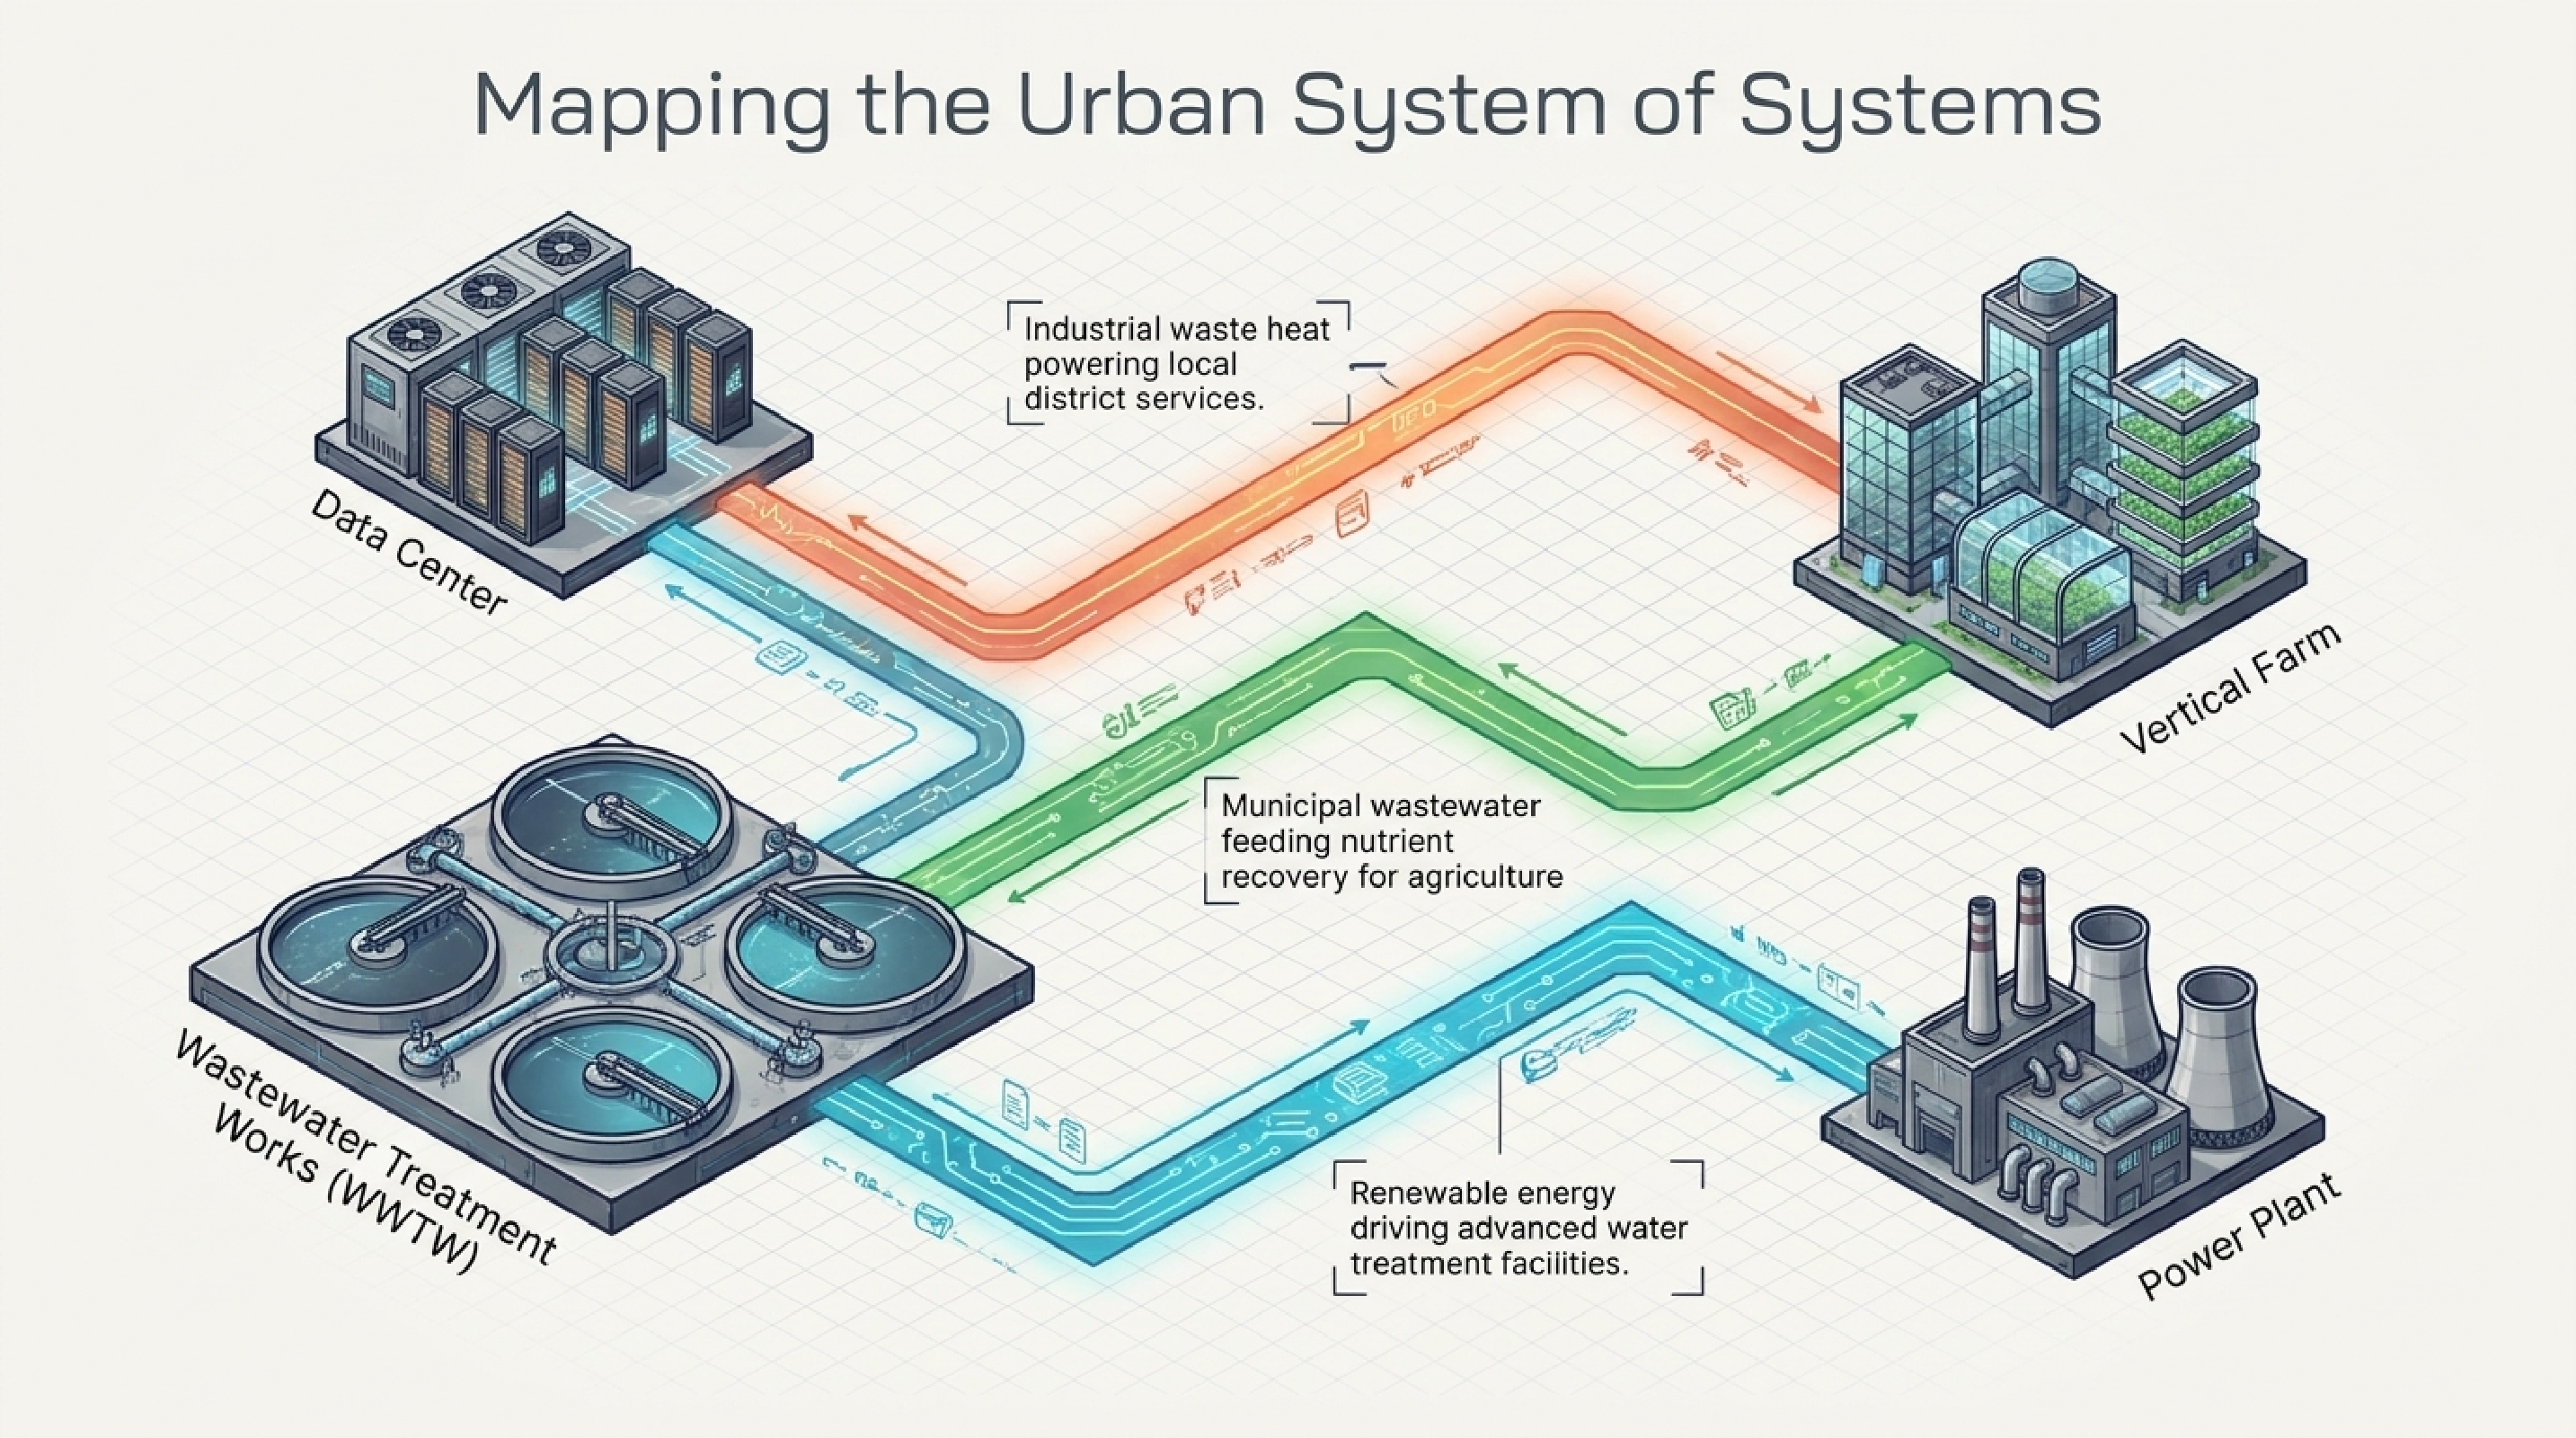 Mapping the Urban System of Systems
Industrial waste heat
powering local
district services.
Data Center
Vertical Farm
Municipal wastewater
feeding nutrient
recovery for agriculture
Wastewater Treatment
Works (WWTW)
Renewable energy
driving advanced water
treatment facilities.
Power Plant